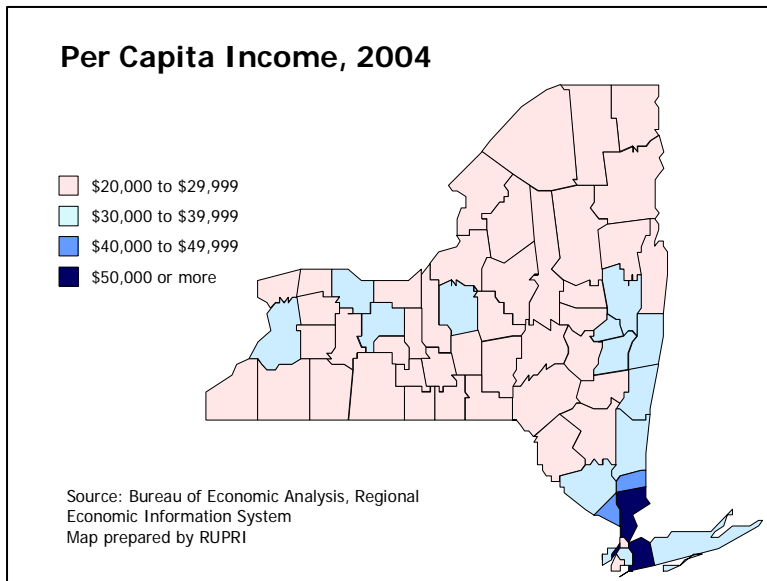 Per Capita Income, 2004
$20,000 to $29,999
$30,000 to $39,999
$40,000 to $49,999
$50,000 or more
Source: Bureau of Economic Analysis, Regional
Economic Information System
Map prepared by RUPRI